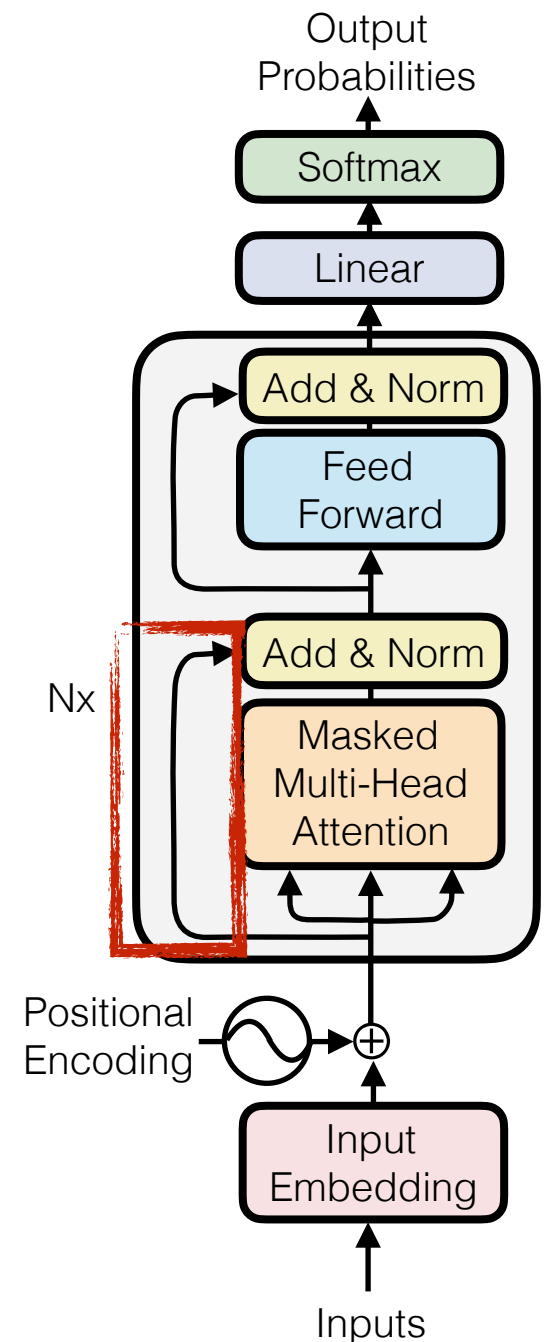 Output
Probabilities
Softmax
Linear
Add & Norm
Feed
Forward
Add & Norm
Nx
Masked
Multi-Head
Attention
Positional
Encoding
Input
Embedding
Inputs